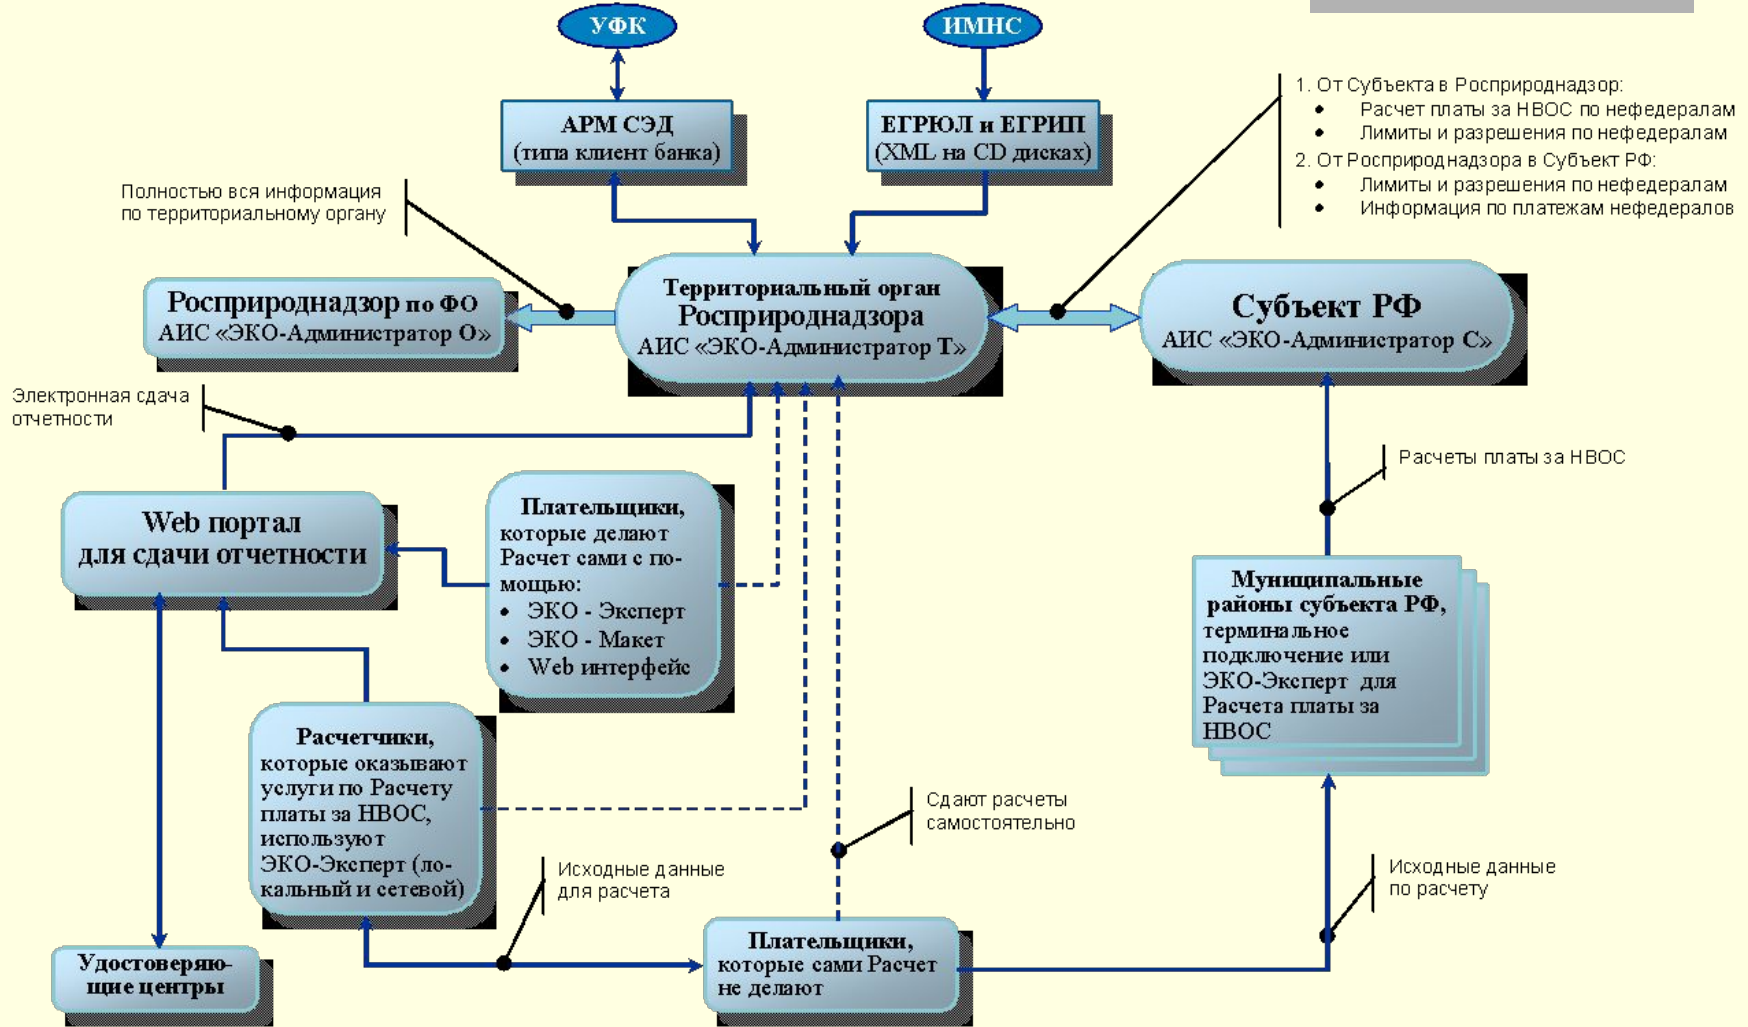 УФК
ИМНС
АРМ СЭД
(типа клиент банка)
ЕГРЮЛ и ЕГРИП
(XML на CD дисках)
1. От Субъекта в Росприроднадзор:
• Расчет платы за НВОС по нефедералам
• Лимиты и разрешения по нефедералам
2. От Росприроднадзора в Субъект РФ:
• Лимиты и разрешения по нефедералам
• Информация по платежам нефедералов
Полностью вся информация
по территориальному органу
Росприроднадзор по ФО
АИС «ЭКО-Администратор О»
Территориальный орган
Росприроднадзора
АИС «ЭКО-Администратор Т»
Субъект РФ
АИС «ЭКО-Администратор С»
Электронная сдача
отчетности
Расчеты платы за НВОС
Web портал
для сдачи отчетности
Плательщики,
которые делают
Расчет сами с по-
мощью:
• ЭКО - Эксперт
• ЭКО - Макет
• Web интерфейс
Муниципальные
районы субъекта РФ,
терминальное
подключение или
ЭКО-Эксперт для
Расчета платы за
НВОС
Расчетчики,
которые оказывают
услуги по Расчету
платы за НВОС,
используют
ЭКО-Эксперт (ло-
кальный и сетевой)
Сдают расчеты
самостоятельно
Исходные данные
для расчета
Исходные данные
по расчету
Удостоверяю-
щие центры
Плательщики,
которые сами Расчет
не делают